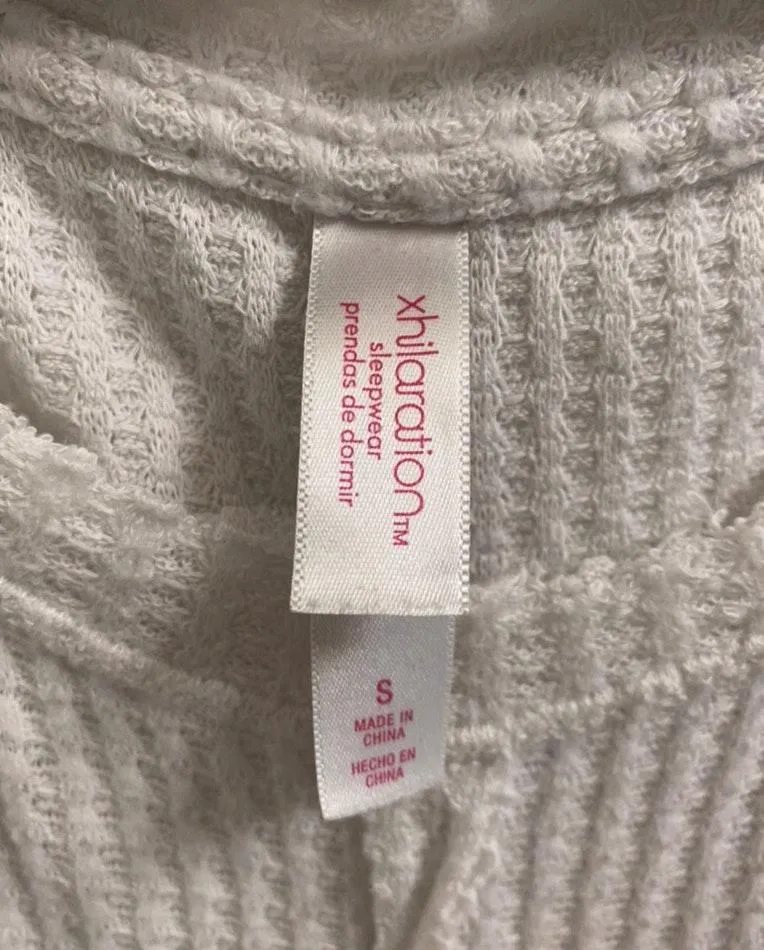 xhilaration™
sleepwear
prendas de dormir
S
MADE IN
CHINA
HECHO EN
CHINA